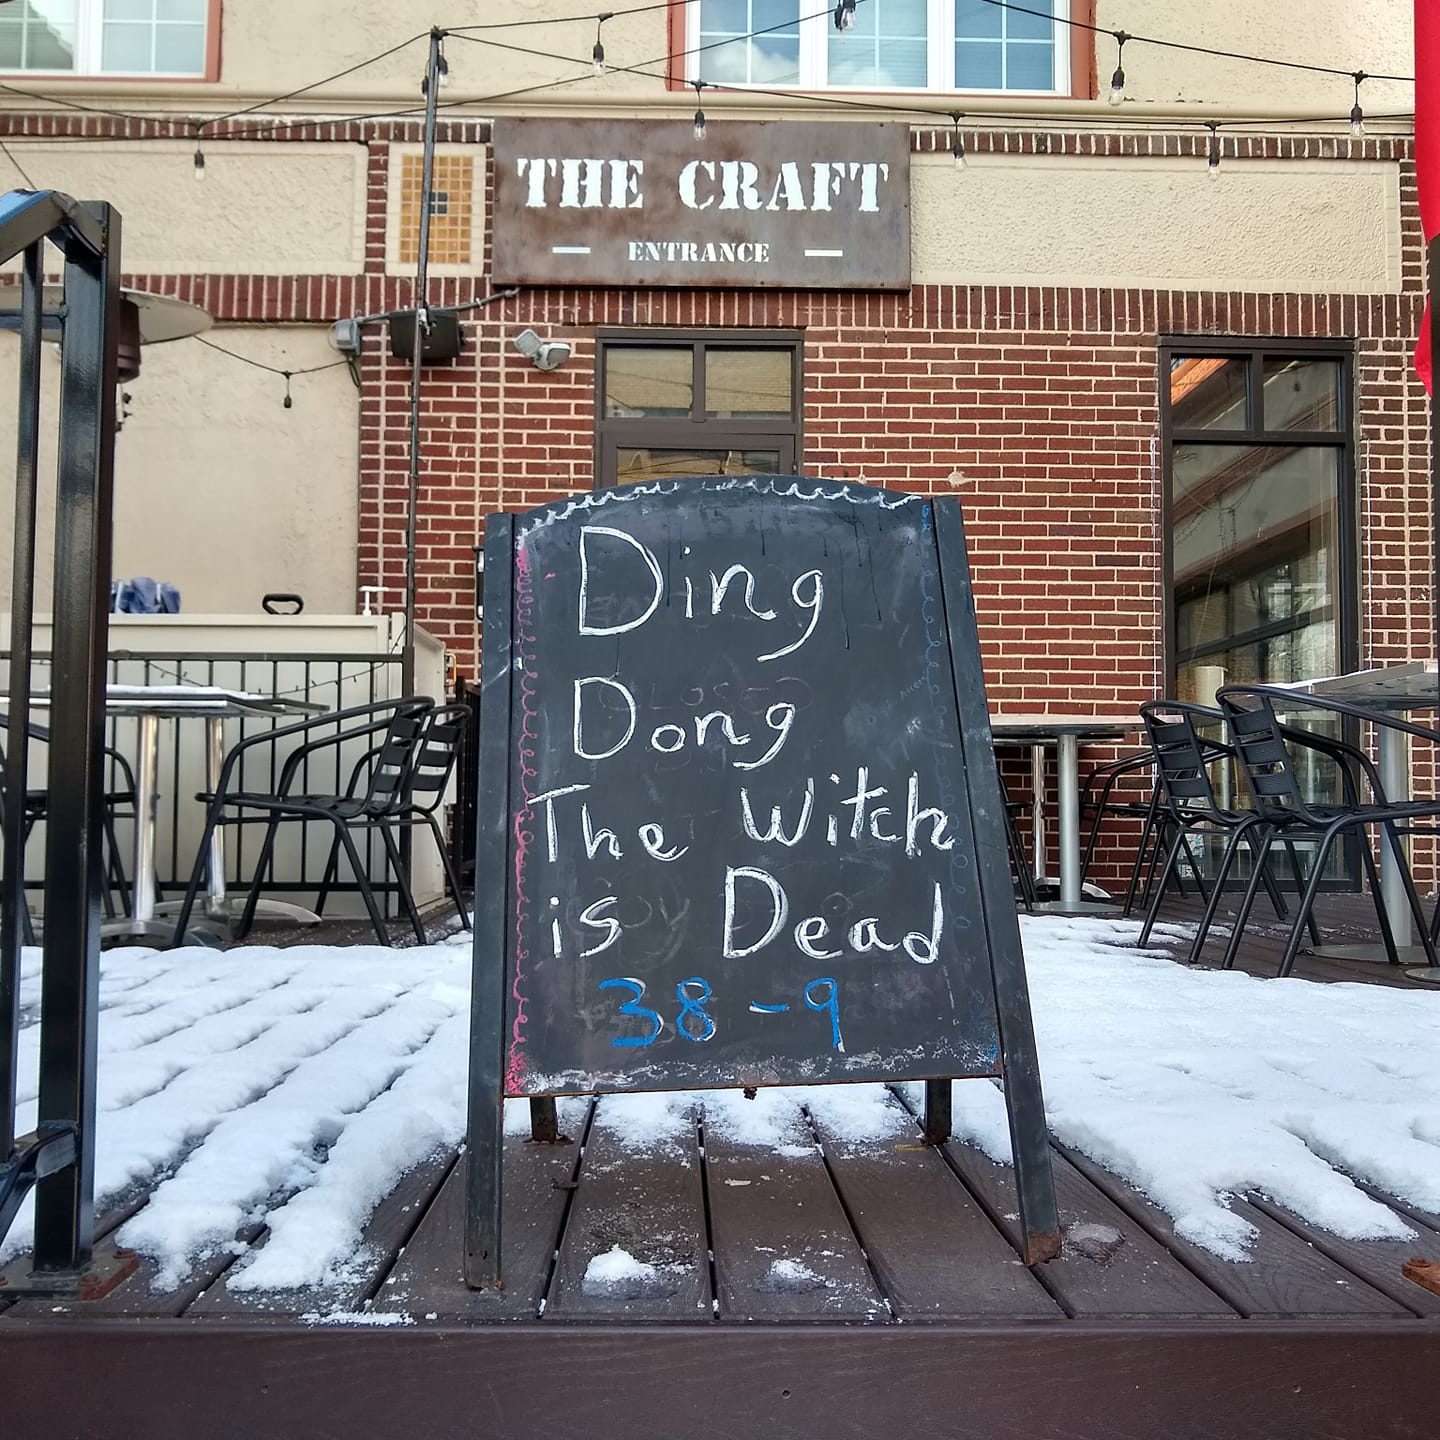 THE CRAFT
— ENTRANCE —
Ding
Dong
The Witch
is Dead
38-9